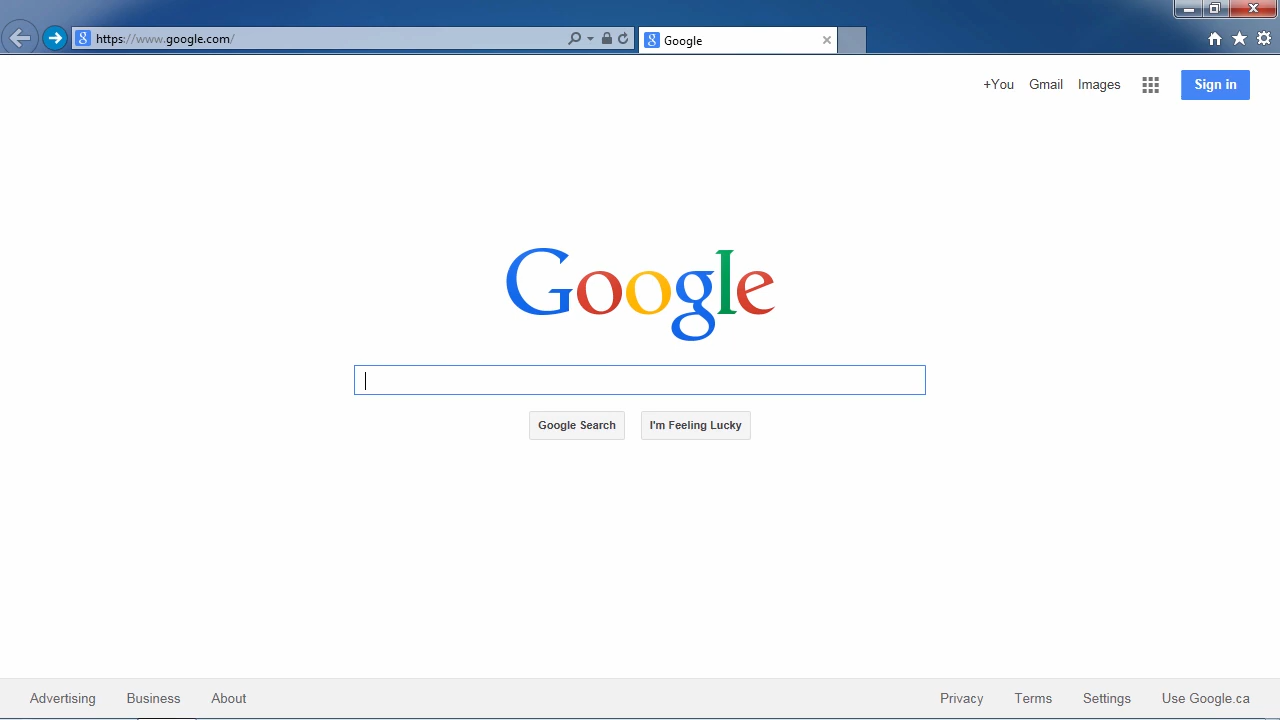 https://www.google.com/
Google
+You Gmail Images Sign in
Google
Google Search I'm Feeling Lucky
Advertising Business About Privacy Terms Settings Use Google.ca